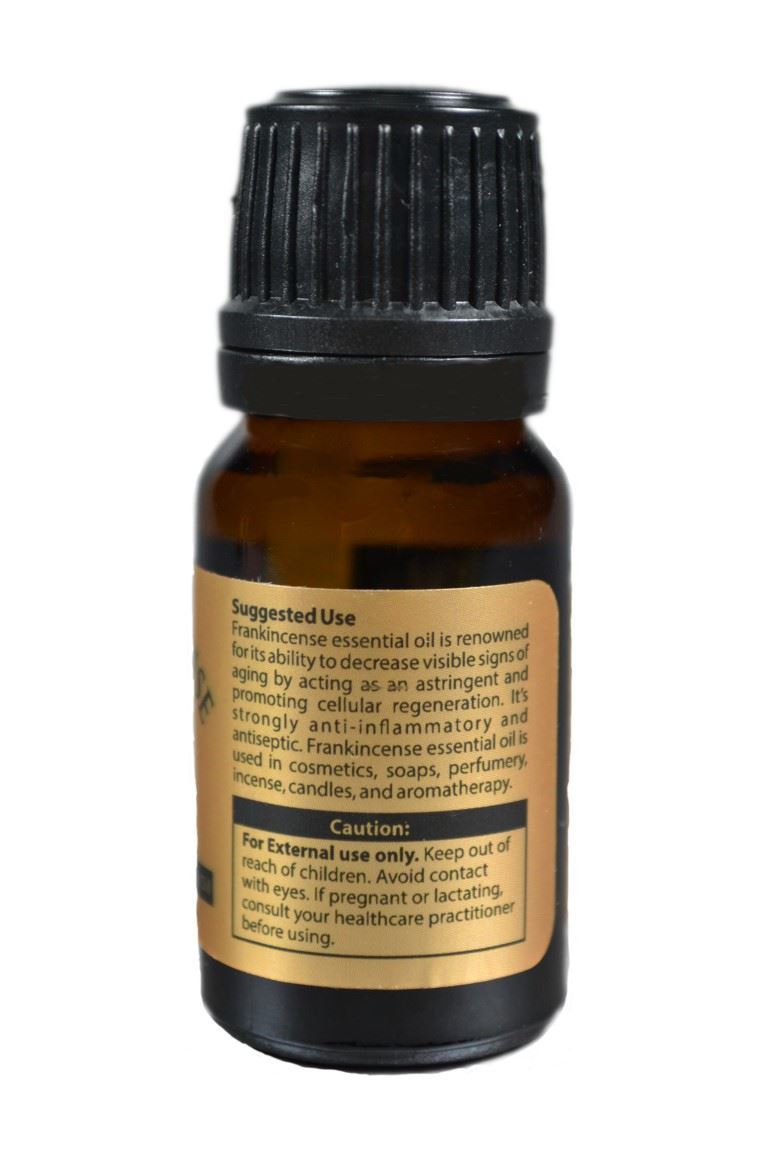 Suggested Use
Frankincense essential oil is renowned
for its ability to decrease visible signs of
aging by acting as an astringent and
promoting cellular regeneration. It's
strongly anti-inflammatory and
antiseptic. Frankincense essential oil is
used in cosmetics, soaps, perfumery,
incense, candles, and aromatherapy.
Caution:
For External use only. Keep out of
reach of children. Avoid contact
with eyes. If pregnant or lactating,
consult your healthcare practitioner
before using.